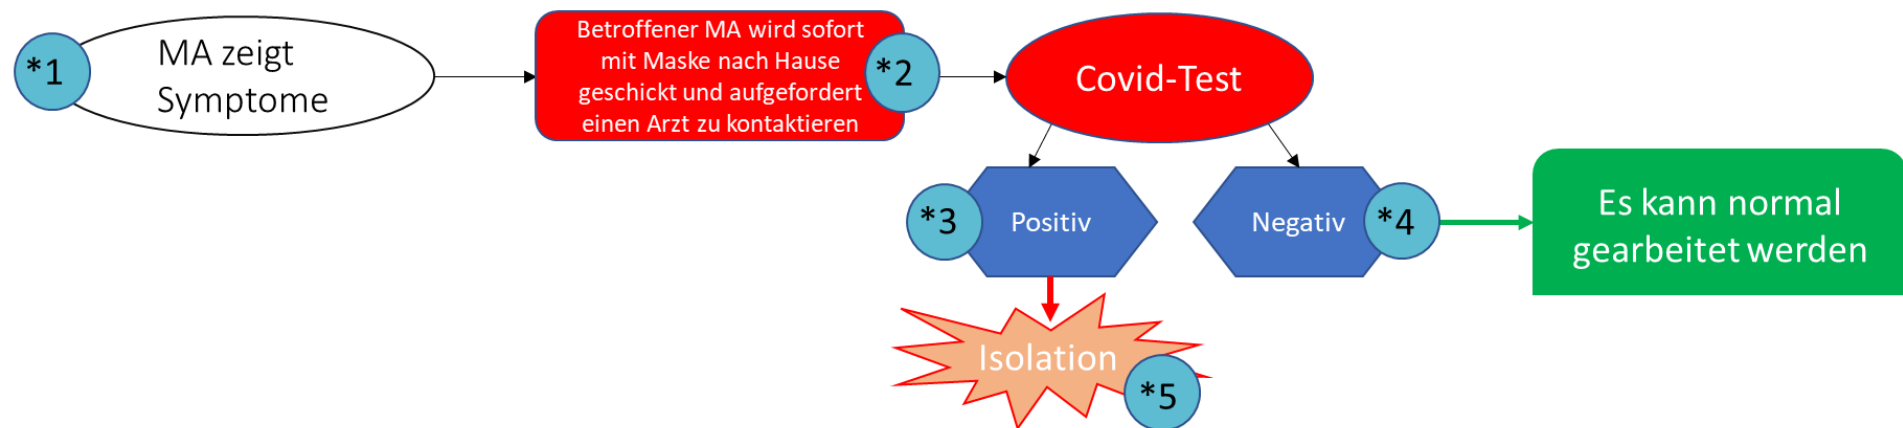 *1
MA zeigt
Symptome
Betroffener MA wird sofort
mit Maske nach Hause
geschickt und aufgefordert
einen Arzt zu kontaktieren
*2
Covid-Test
*3
Positiv
Negativ
*4
Es kann normal
gearbeitet werden
Isolation
*5